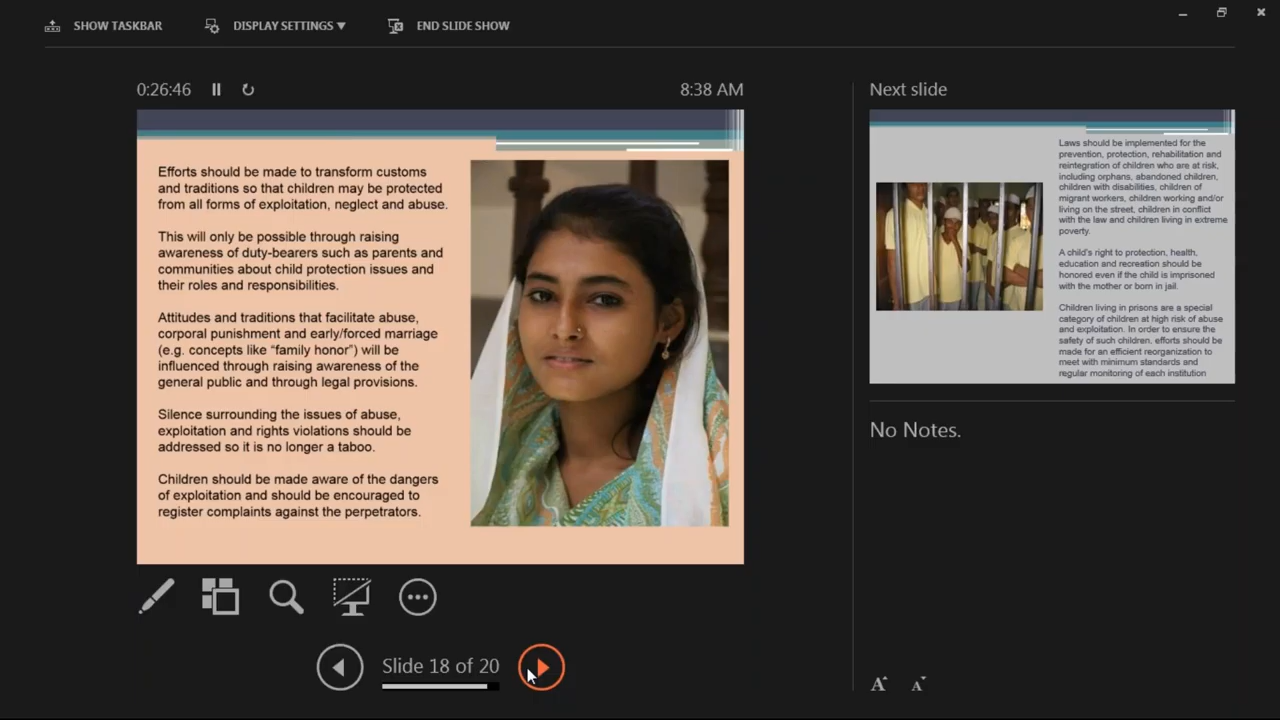 SHOW TASKBAR
DISPLAY SETTINGS ▼
END SLIDE SHOW
0:26:46
8:38 AM
Efforts should be made to transform customs
and traditions so that children may be protected
from all forms of exploitation, neglect and abuse.
This will only be possible through raising
awareness of duty-bearers such as parents and
communities about child protection issues and
their roles and responsibilities.
Attitudes and traditions that facilitate abuse,
corporal punishment and early/forced marriage
(e.g. concepts like “family honor”) will be
influenced through raising awareness of the
general public and through legal provisions.
Silence surrounding the issues of abuse,
exploitation and rights violations should be
addressed so it is no longer a taboo.
Children should be made aware of the dangers
of exploitation and should be encouraged to
register complaints against the perpetrators.
Slide 18 of 20
Next slide
Laws should be implemented for the
prevention, protection, rehabilitation and
reintegration of children who are at risk,
including orphans, abandoned children,
children with disabilities, children of
migrant workers, children working and/or
living on the street, children in conflict
with the law and children living in extreme
poverty.
A child's right to protection, health,
education and recreation should be
honored even if the child is imprisoned
with the mother or born in jail.
Children living in prisons are a special
category of children at high risk of abuse
and exploitation. In order to ensure the
safety of such children. efforts should be
made for an efficient reorganization to
meet with minimum standards and
regular monitoring of each institution
No Notes.
A A